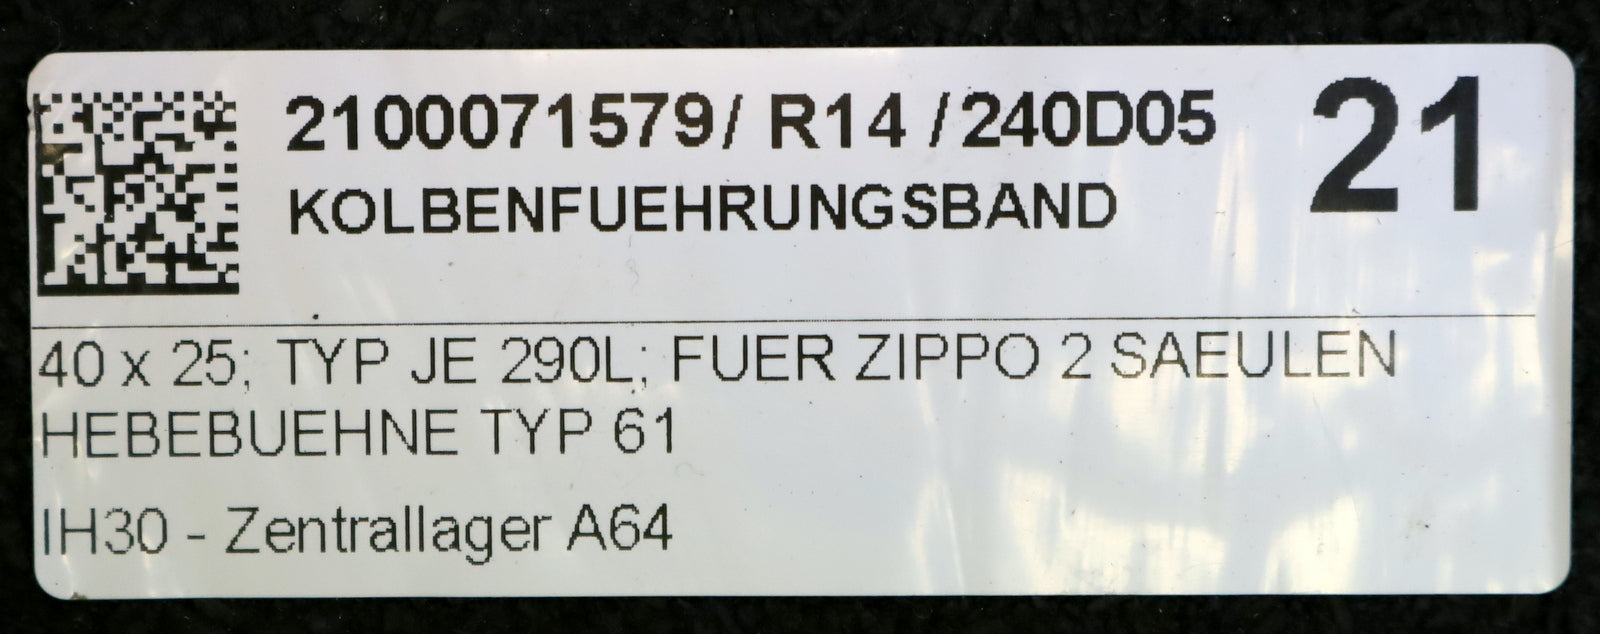 2100071579/ R14 /240D05
21
KOLBENFUEHRUNGSBAND
40 x 25; TYP JE 290L; FUER ZIPPO 2 SAEULEN
HEBEBUEHNE TYP 61
IH30 - Zentrallager A64